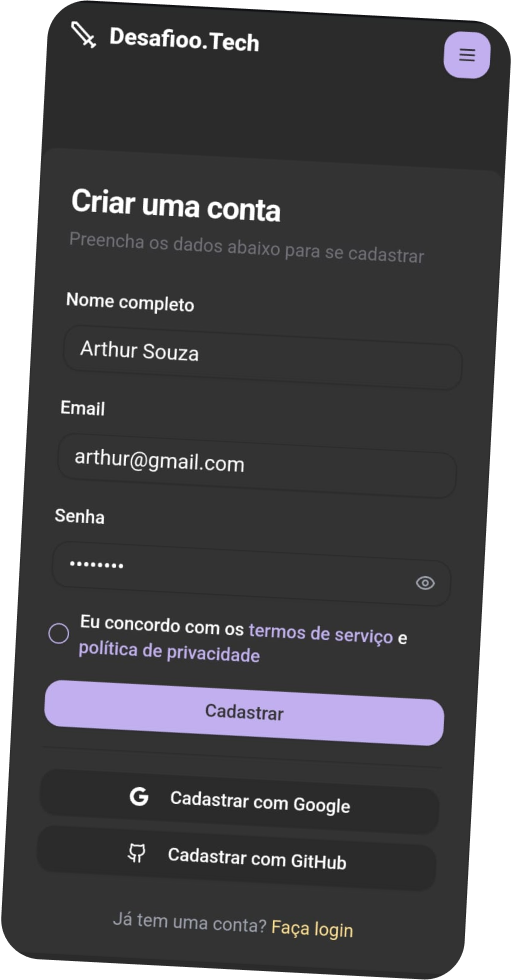 Desafioo.Tech
Criar uma conta
Preencha os dados abaixo para se cadastrar
Nome completo
Arthur Souza
Email
arthur@gmail.com
Senha
••••••••
Eu concordo com os termos de serviço e
política de privacidade
Cadastrar
Cadastrar com Google
Cadastrar com GitHub
Já tem uma conta? Faça login